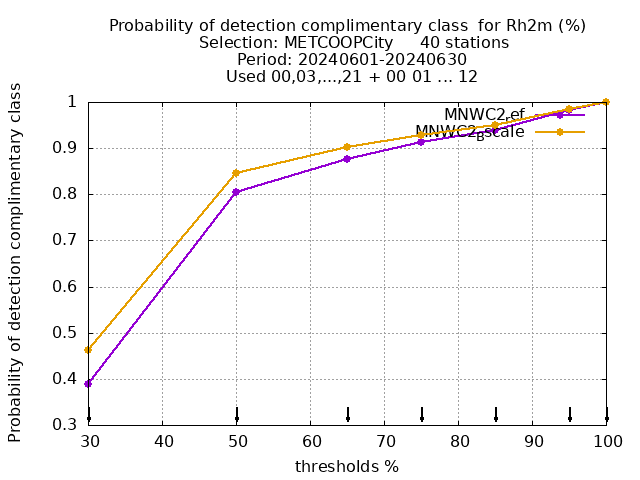 Probability of detection complimentary class  for Rh2m (%)
Selection: METCOOPCity     40 stations
Period: 20240601-20240630
Used 00,03,...,21 + 00 01 ... 12
Probability of detection complimentary class
1
0.9
0.8
0.7
0.6
0.5
0.4
0.3
MNWC2ref
MNWC2Bscale
30 40 50 60 70 80 90 100
thresholds %